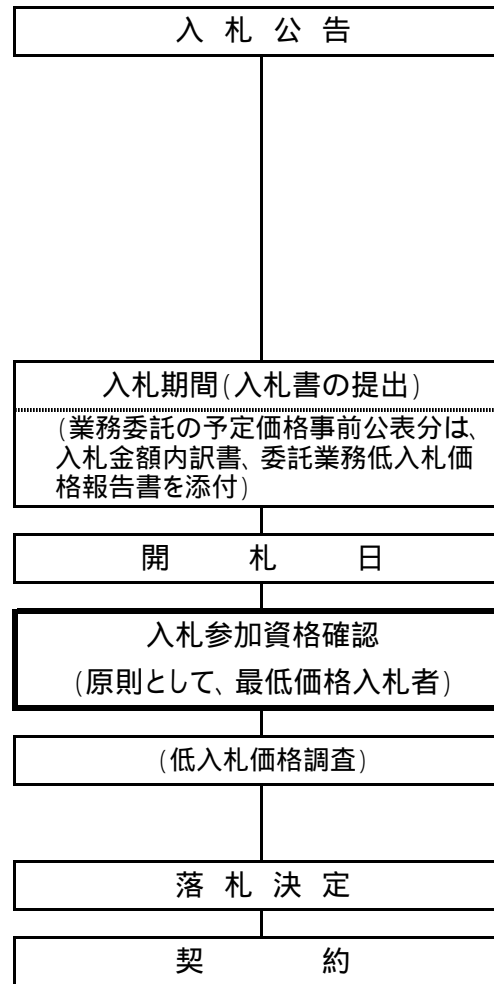 入札公告
入札期間(入札書の提出)
(業務委託の予定価格事前公表分は、
入札金額内訳書、委託業務低入札価
格報告書を添付)
開札日
入札参加資格確認
(原則として、最低価格入札者)
(低入札価格調査)
落札決定
契約